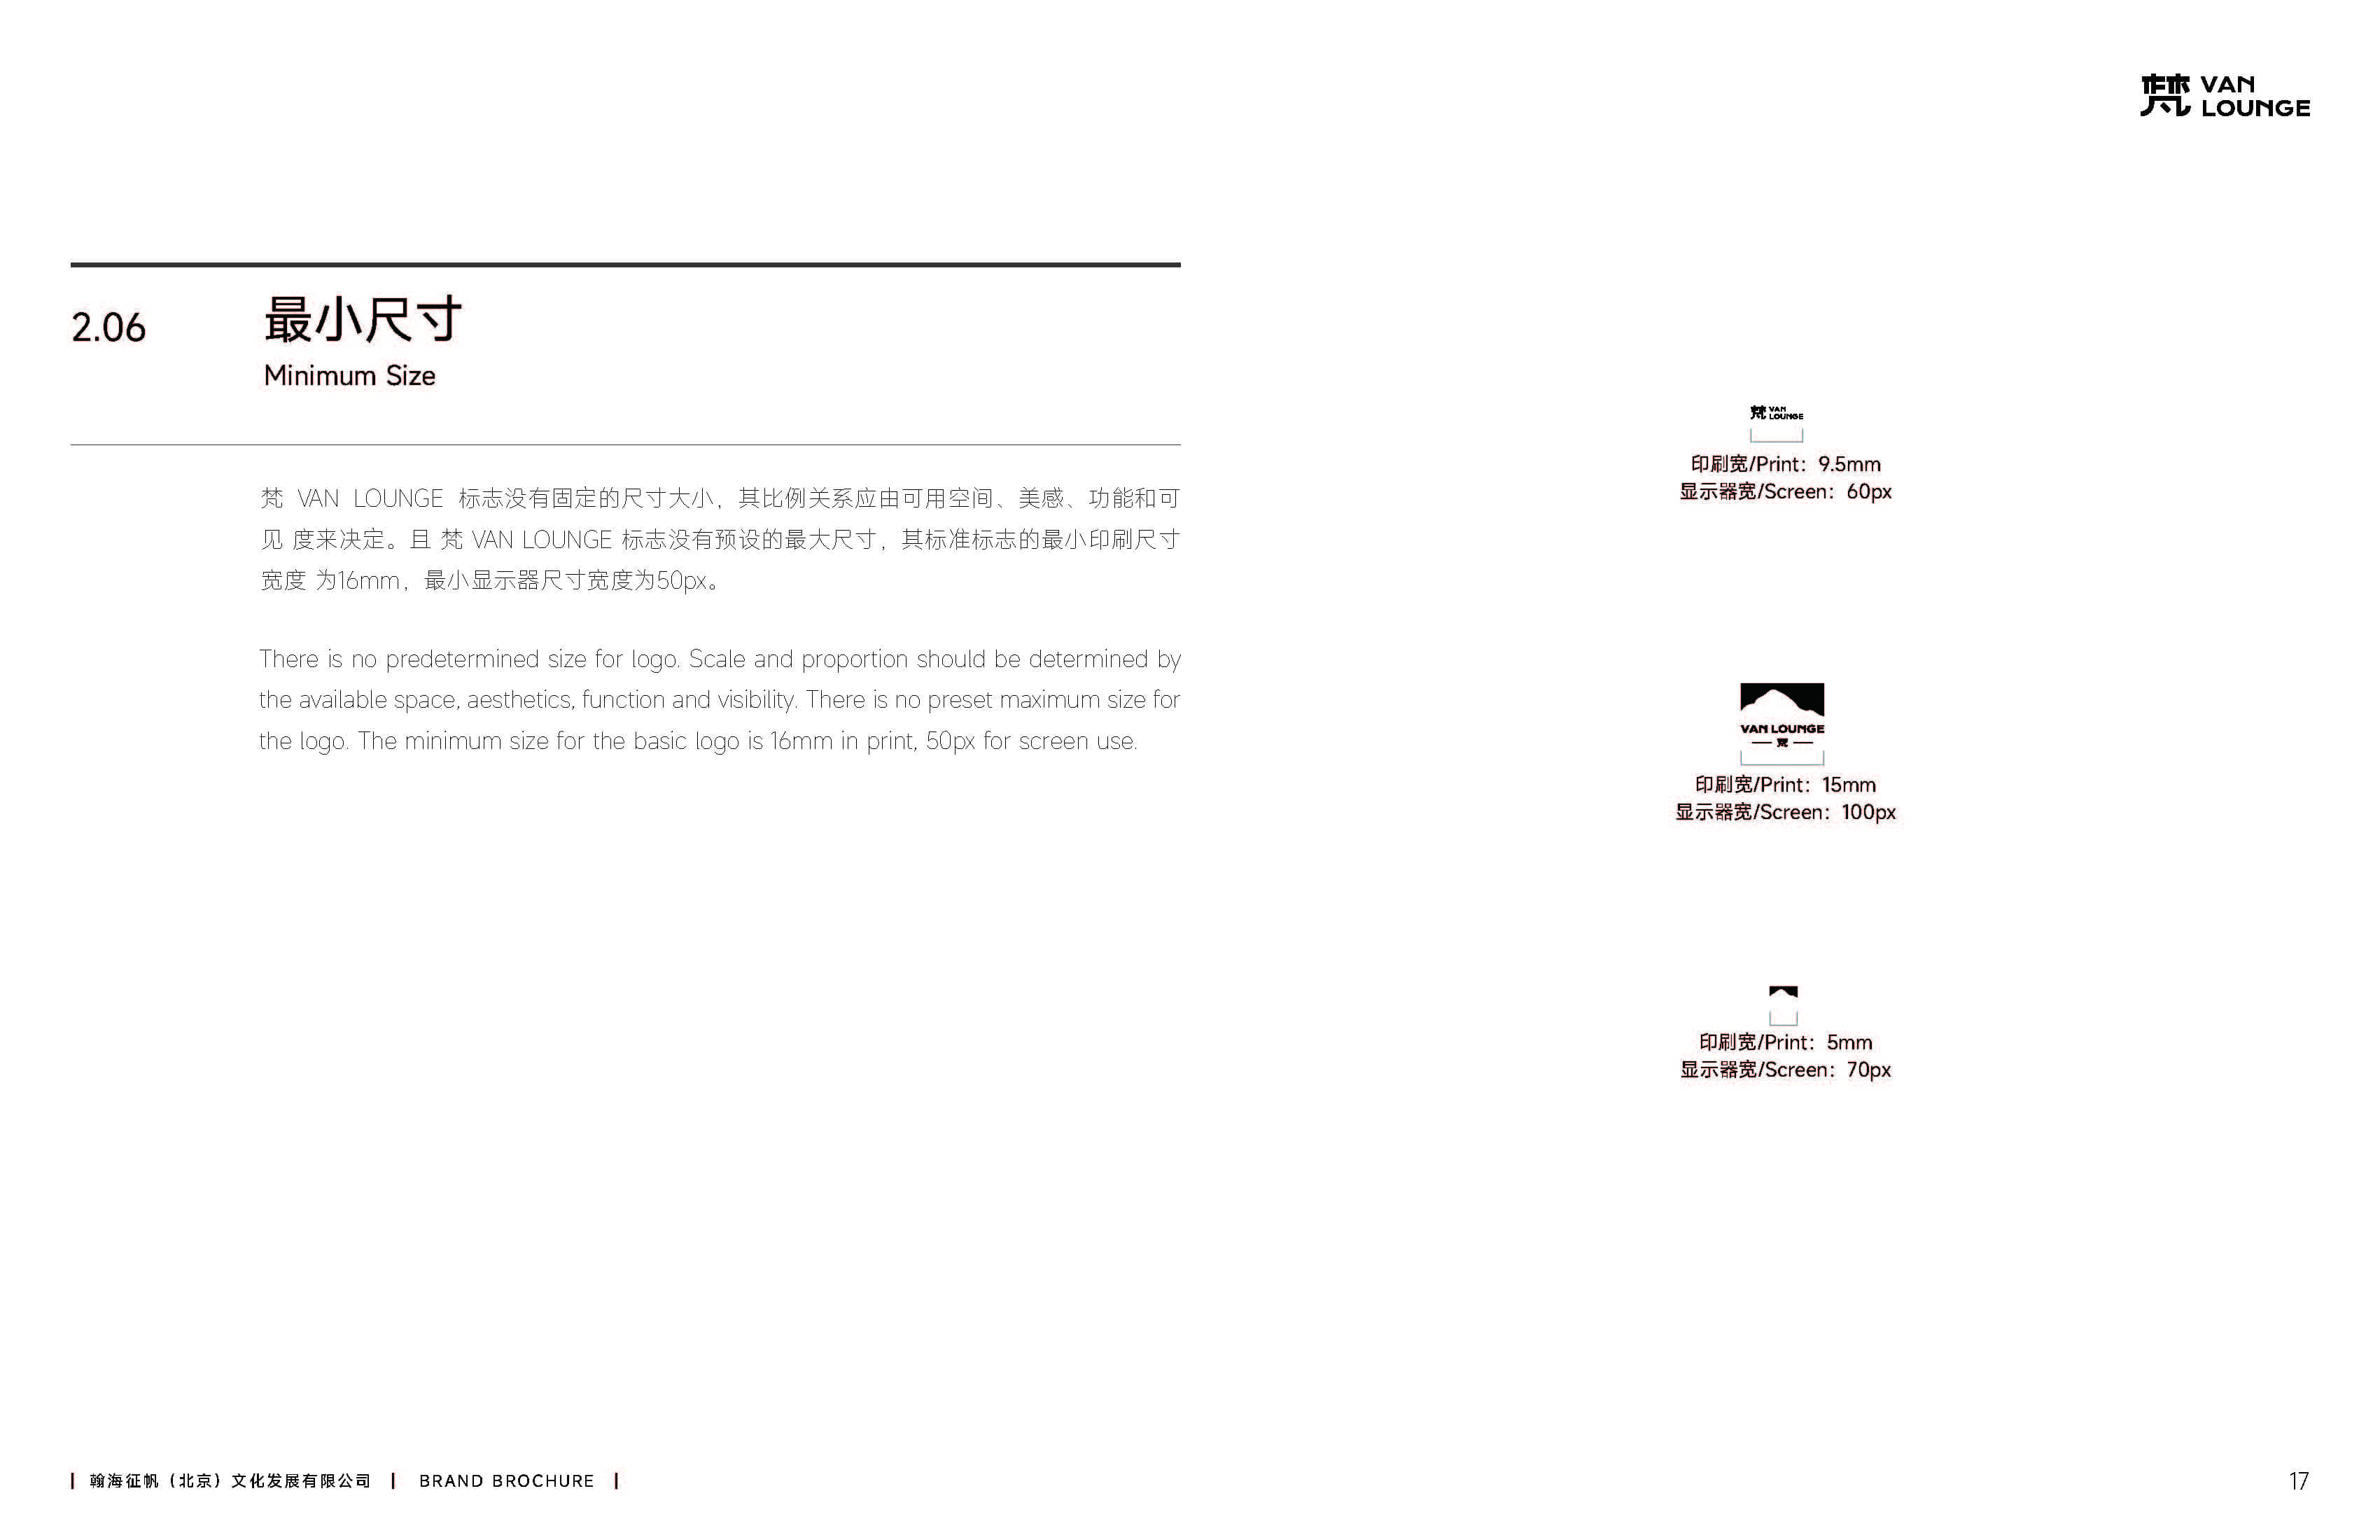 梵 VAN
LOUNGE
2.06
最小尺寸
Minimum Size
梵 VAN LOUNGE 标志没有固定的尺寸大小，其比例关系应由可用空间、美感、功能和可
见 度来决定。且 梵 VAN LOUNGE 标志没有预设的最大尺寸，其标准标志的最小印刷尺寸
宽度 为16mm，最小显示器尺寸宽度为50px。
There is no predetermined size for logo. Scale and proportion should be determined by
the available space, aesthetics, function and visibility. There is no preset maximum size for
the logo. The minimum size for the basic logo is 16mm in print, 50px for screen use.
梵 VAN
LOUNGE
印刷宽/Print：9.5mm
显示器宽/Screen：60px
VAN LOUNGE
梵
印刷宽/Print：15mm
显示器宽/Screen：100px
印刷宽/Print：5mm
显示器宽/Screen：70px
| 瀚海征帆（北京）文化发展有限公司 | BRAND BROCHURE |
17